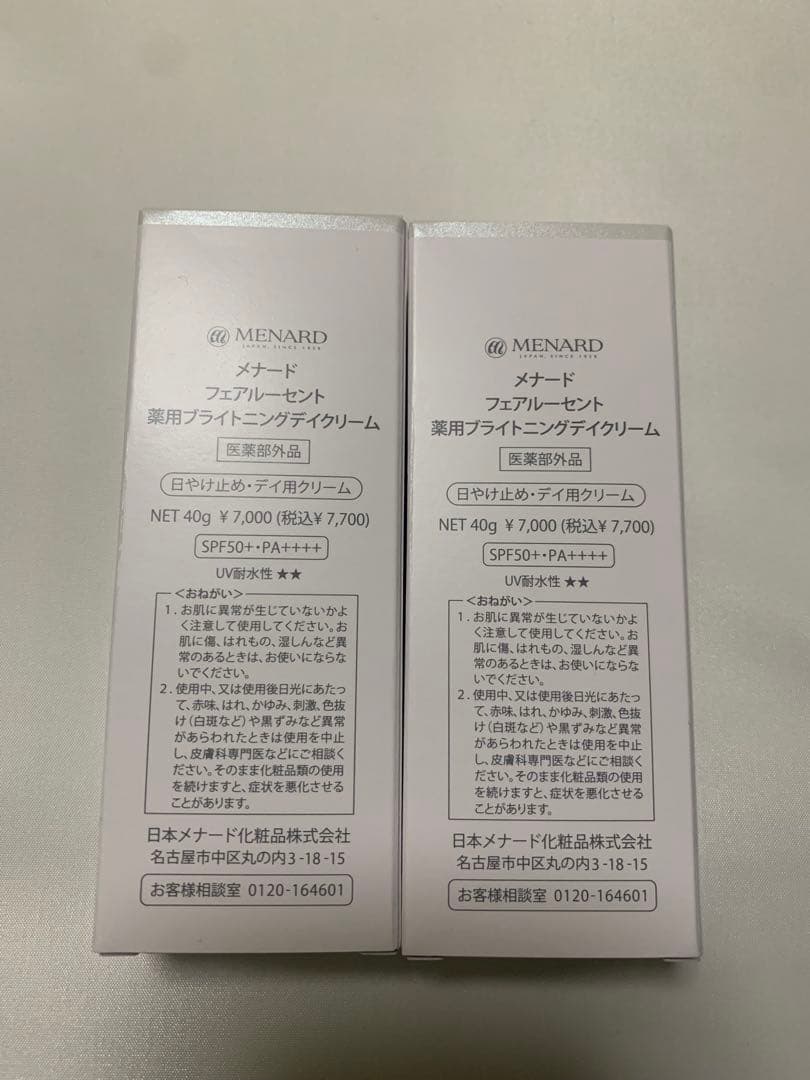 MENARD
JAPAN, SINCE 1959
メナード
フェアルーセント
薬用ブライトニングデイクリーム
医薬部外品
日やけ止め・デイ用クリーム
NET 40g ¥7,000 (税込¥7,700)
SPF50+・PA++++
UV耐水性★★
<おねがい>
1. お肌に異常が生じていないかよ
く注意して使用してください。お
肌に傷、はれもの、湿しんなど異
常のあるときは、お使いにならな
いでください。
2. 使用中、又は使用後日光にあたっ
て、赤味、はれ、かゆみ、刺激、色抜
け(白斑など)や黒ずみなど異常
があらわれたときは使用を中止
し、皮膚科専門医などにご相談く
ださい。そのまま化粧品類の使用
を続けますと、症状を悪化させる
ことがあります。
日本メナード化粧品株式会社
名古屋市中区丸の内3-18-15
お客様相談室 0120-164601
MENARD
JAPAN, SINCE 1959
メナード
フェアルーセント
薬用ブライトニングデイクリーム
医薬部外品
日やけ止め・デイ用クリーム
NET 40g ¥7,000 (税込¥7,700)
SPF50+・PA++++
UV耐水性★★
<おねがい>
1. お肌に異常が生じていないかよ
く注意して使用してください。お
肌に傷、はれもの、湿しんなど異
常のあるときは、お使いにならな
いでください。
2. 使用中、又は使用後日光にあたっ
て、赤味、はれ、かゆみ、刺激、色抜
け(白斑など)や黒ずみなど異常
があらわれたときは使用を中止
し、皮膚科専門医などにご相談く
ださい。そのまま化粧品類の使用
を続けますと、症状を悪化させる
ことがあります。
日本メナード化粧品株式会社
名古屋市中区丸の内3-18-15
お客様相談室 0120-164601